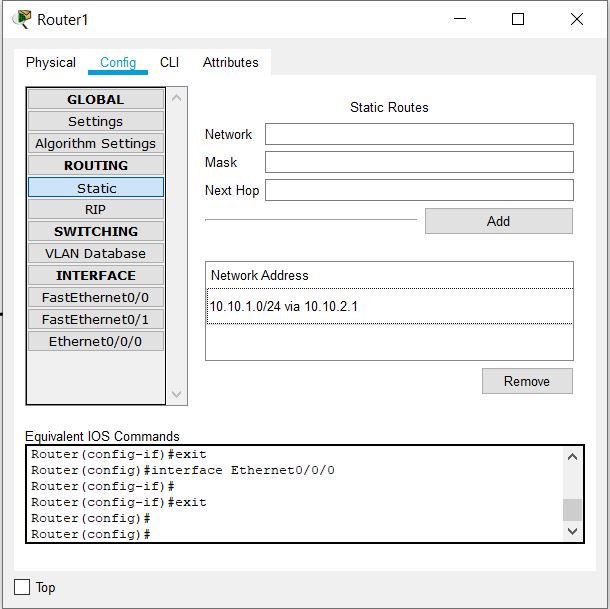 Router1
Physical Config CLI Attributes
GLOBAL
Settings
Algorithm Settings
ROUTING
Static
RIP
SWITCHING
VLAN Database
INTERFACE
FastEthernet0/0
FastEthernet0/1
Ethernet0/0/0
Static Routes
Network
Mask
Next Hop
Add
Network Address
10.10.1.0/24 via 10.10.2.1
Remove
Equivalent IOS Commands
Router(config-if)#exit
Router(config)#interface Ethernet0/0/0
Router(config-if)#
Router(config-if)#exit
Router(config)#
Router(config)#
Top